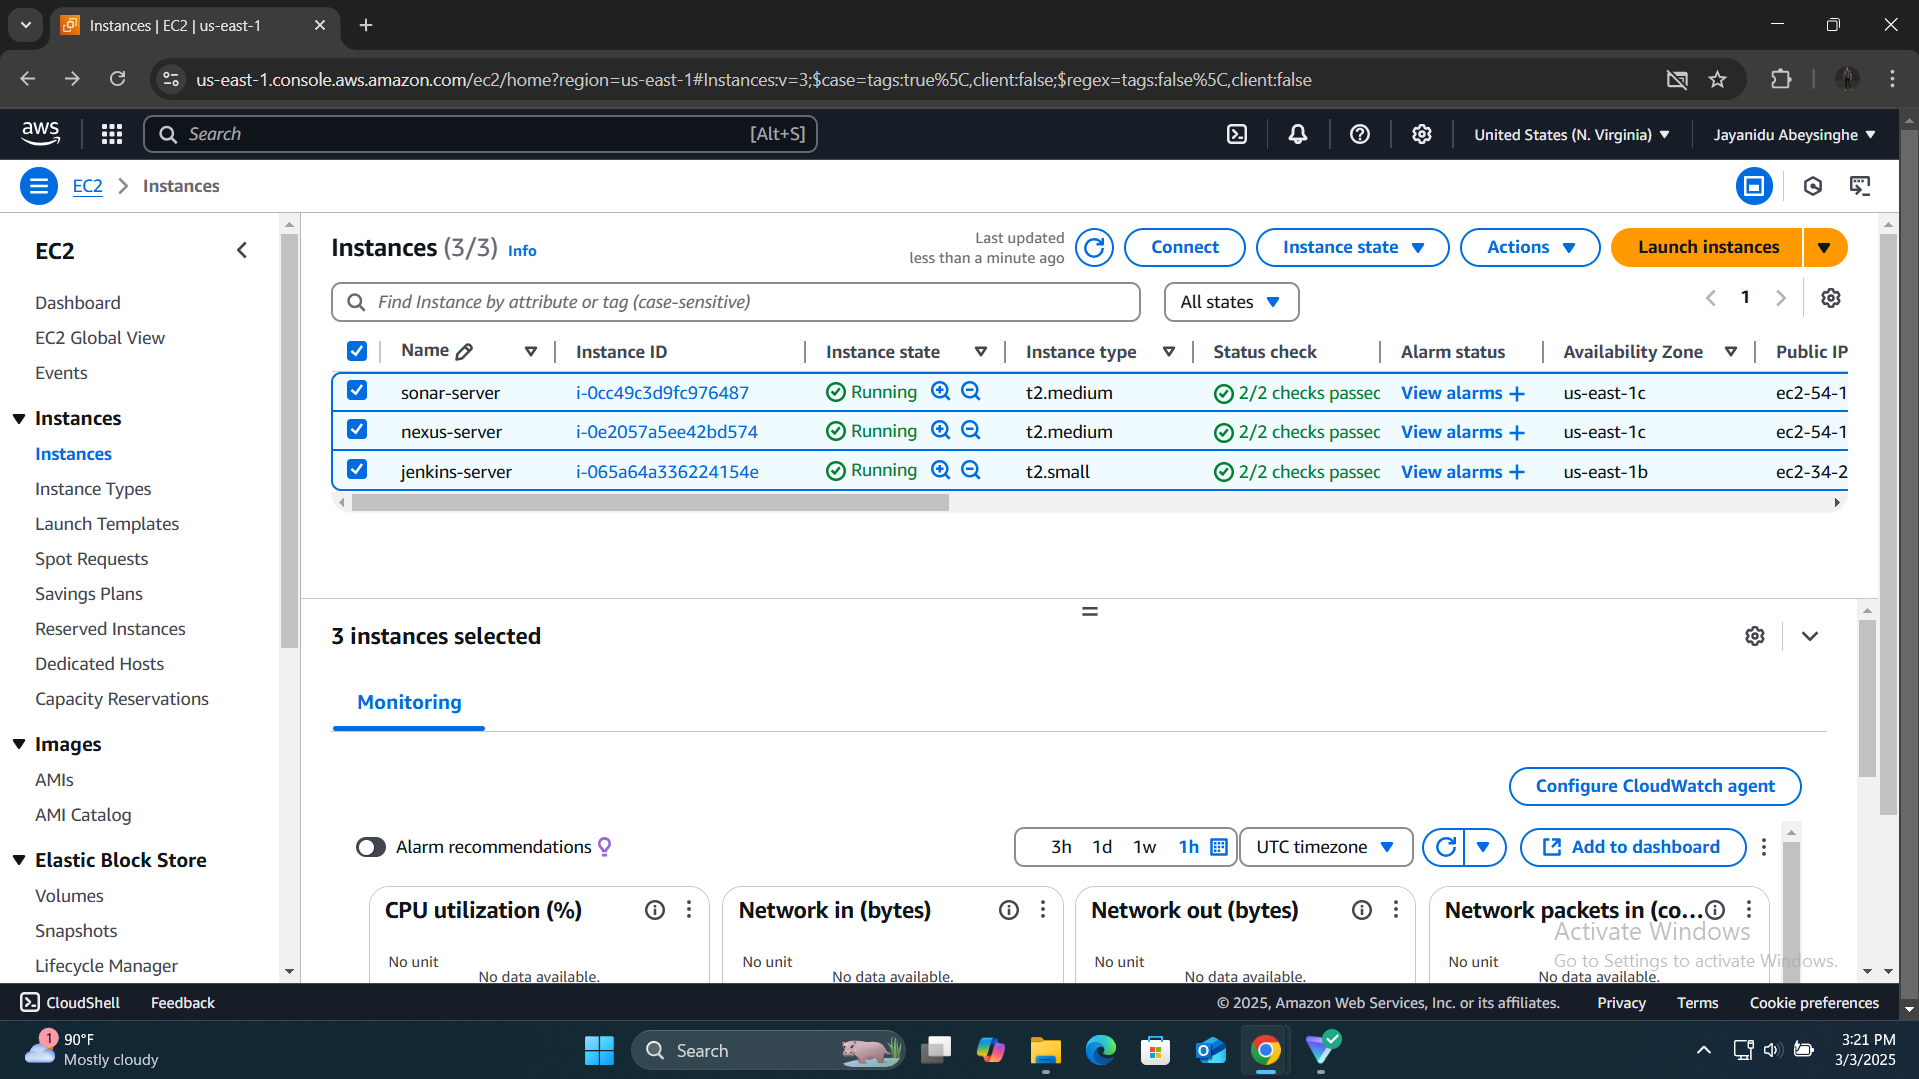 Instances | EC2 | us-east-1
us-east-1.console.aws.amazon.com/ec2/home?region=us-east-1#Instances:v=3;$case=tags:true%5C,client:false;$regex=tags:false%5C,client:false
aws
Search [Alt+S]
United States (N. Virginia)
Jayanidu Abeysinghe
EC2 Instances
EC2
Dashboard
EC2 Global View
Events
Instances
Instances
Instance Types
Launch Templates
Spot Requests
Savings Plans
Reserved Instances
Dedicated Hosts
Capacity Reservations
Images
AMIs
AMI Catalog
Elastic Block Store
Volumes
Snapshots
Lifecycle Manager
Instances (3/3) Info
Last updated
less than a minute ago
Connect
Instance state
Actions
Launch instances
Find Instance by attribute or tag (case-sensitive)
All states
1
Name Instance ID Instance state Instance type Status check Alarm status Availability Zone Public IP
sonar-server i-0cc49c3d9fc976487 Running t2.medium 2/2 checks passec View alarms + us-east-1c ec2-54-1
nexus-server i-0e2057a5ee42bd574 Running t2.medium 2/2 checks passec View alarms + us-east-1c ec2-54-1
jenkins-server i-065a64a336224154e Running t2.small 2/2 checks passec View alarms + us-east-1b ec2-34-2
3 instances selected
Monitoring
Configure CloudWatch agent
Alarm recommendations
3h 1d 1w 1h
UTC timezone
Add to dashboard
CPU utilization (%)
No unit
No data available.
Network in (bytes)
No unit
No data available.
Network out (bytes)
No unit
No data available.
Network packets in (co...
No unit
No data available.
Activate Windows
Go to Settings to activate Windows.
CloudShell Feedback
© 2025, Amazon Web Services, Inc. or its affiliates.
Privacy Terms Cookie preferences
1
90°F
Mostly cloudy
Search
3:21 PM
3/3/2025